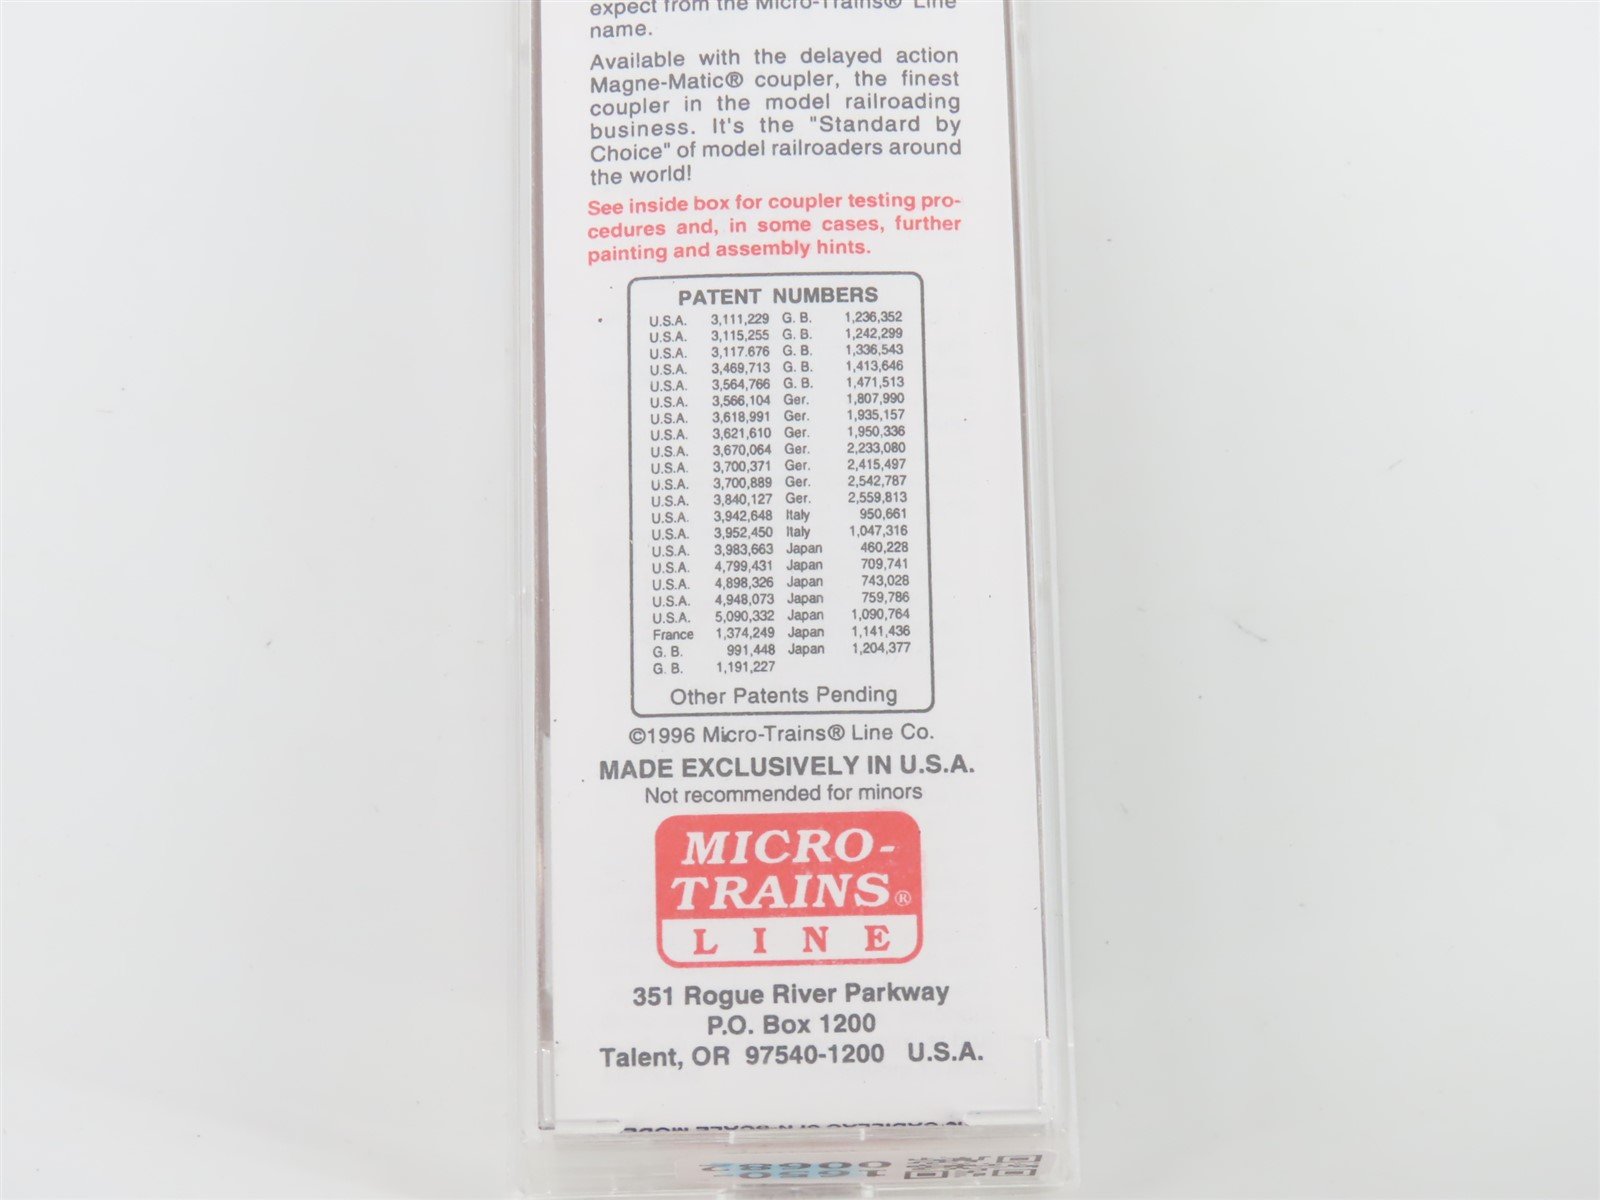 expect from the Micro-Trains® Line
name.
Available with the delayed action
Magne-Matic® coupler, the finest
coupler in the model railroading
business. It's the "Standard by
Choice" of model railroaders around
the world!
See inside box for coupler testing pro-
cedures and, in some cases, further
painting and assembly hints.
PATENT NUMBERS
U.S.A. 3,111,229 G. B. 1,236,352
U.S.A. 3,115,255 G. B. 1,242,299
U.S.A. 3,117.676 G. B. 1,336,543
U.S.A. 3,469,713 G. B. 1,413,646
U.S.A. 3,564,766 G. B. 1,471,513
U.S.A. 3,566,104 Ger. 1,807,990
U.S.A. 3,618,991 Ger. 1,935,157
U.S.A. 3,621,610 Ger. 1,950,336
U.S.A. 3,670,064 Ger. 2,233,080
U.S.A. 3,700,371 Ger. 2,415,497
U.S.A. 3,700,889 Ger. 2,542,787
U.S.A. 3,840,127 Ger. 2,559,813
U.S.A. 3,942,648 Italy 950,661
U.S.A. 3,952,450 Italy 1,047,316
U.S.A. 3,983,663 Japan 460,228
U.S.A. 4,799,431 Japan 709,741
U.S.A. 4,898,326 Japan 743,028
U.S.A. 4,948,073 Japan 759,786
U.S.A. 5,090,332 Japan 1,090,764
France 1,374,249 Japan 1,141,436
G. B. 991,448 Japan 1,204,377
G. B. 1,191,227
Other Patents Pending
©1996 Micro-Trains® Line Co.
MADE EXCLUSIVELY IN U.S.A.
Not recommended for minors
MICRO-
TRAINS®
LINE
351 Rogue River Parkway
P.O. Box 1200
Talent, OR 97540-1200 U.S.A.